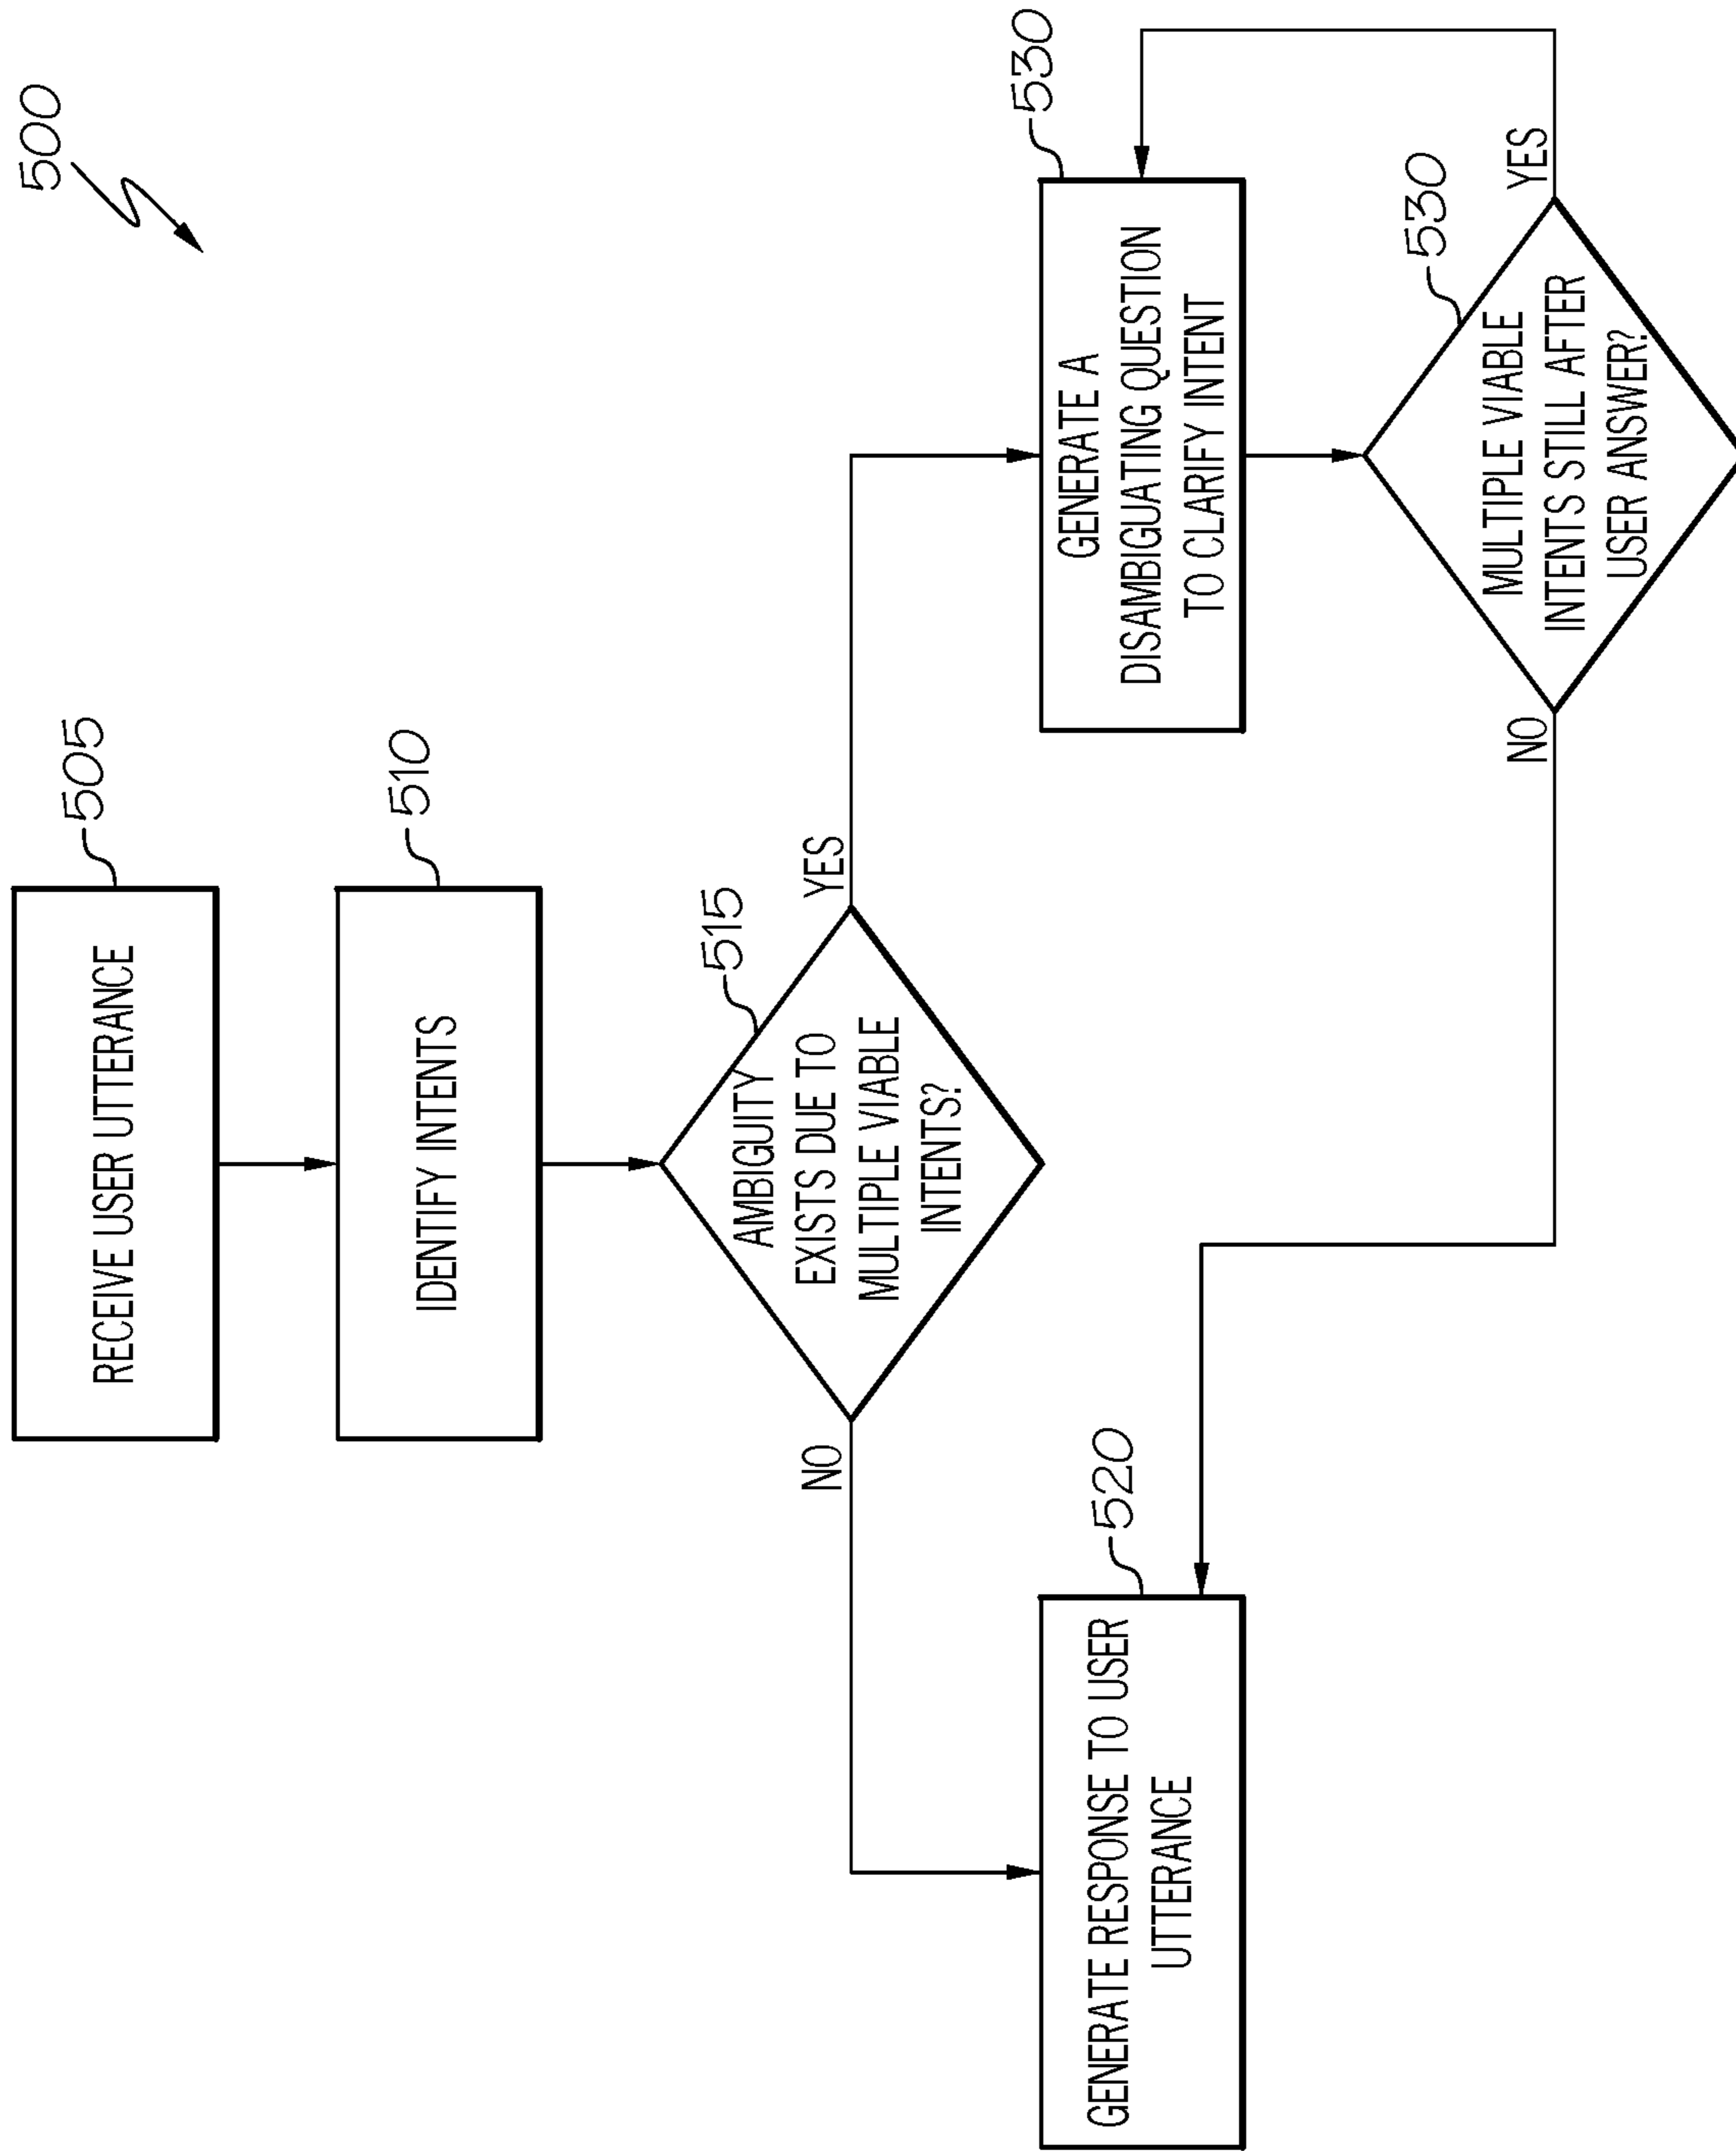 500
RECEIVE USER UTTERANCE
505
IDENTIFY INTENTS
510
AMBIGUITY
EXISTS DUE TO
MULTIPLE VIABLE
INTENTS?
515
NO
YES
GENERATE RESPONSE TO USER
UTTERANCE
520
GENERATE A
DISAMBIGUATING QUESTION
TO CLARIFY INTENT
530
MULTIPLE VIABLE
INTENTS STILL AFTER
USER ANSWER?
530
NO
YES